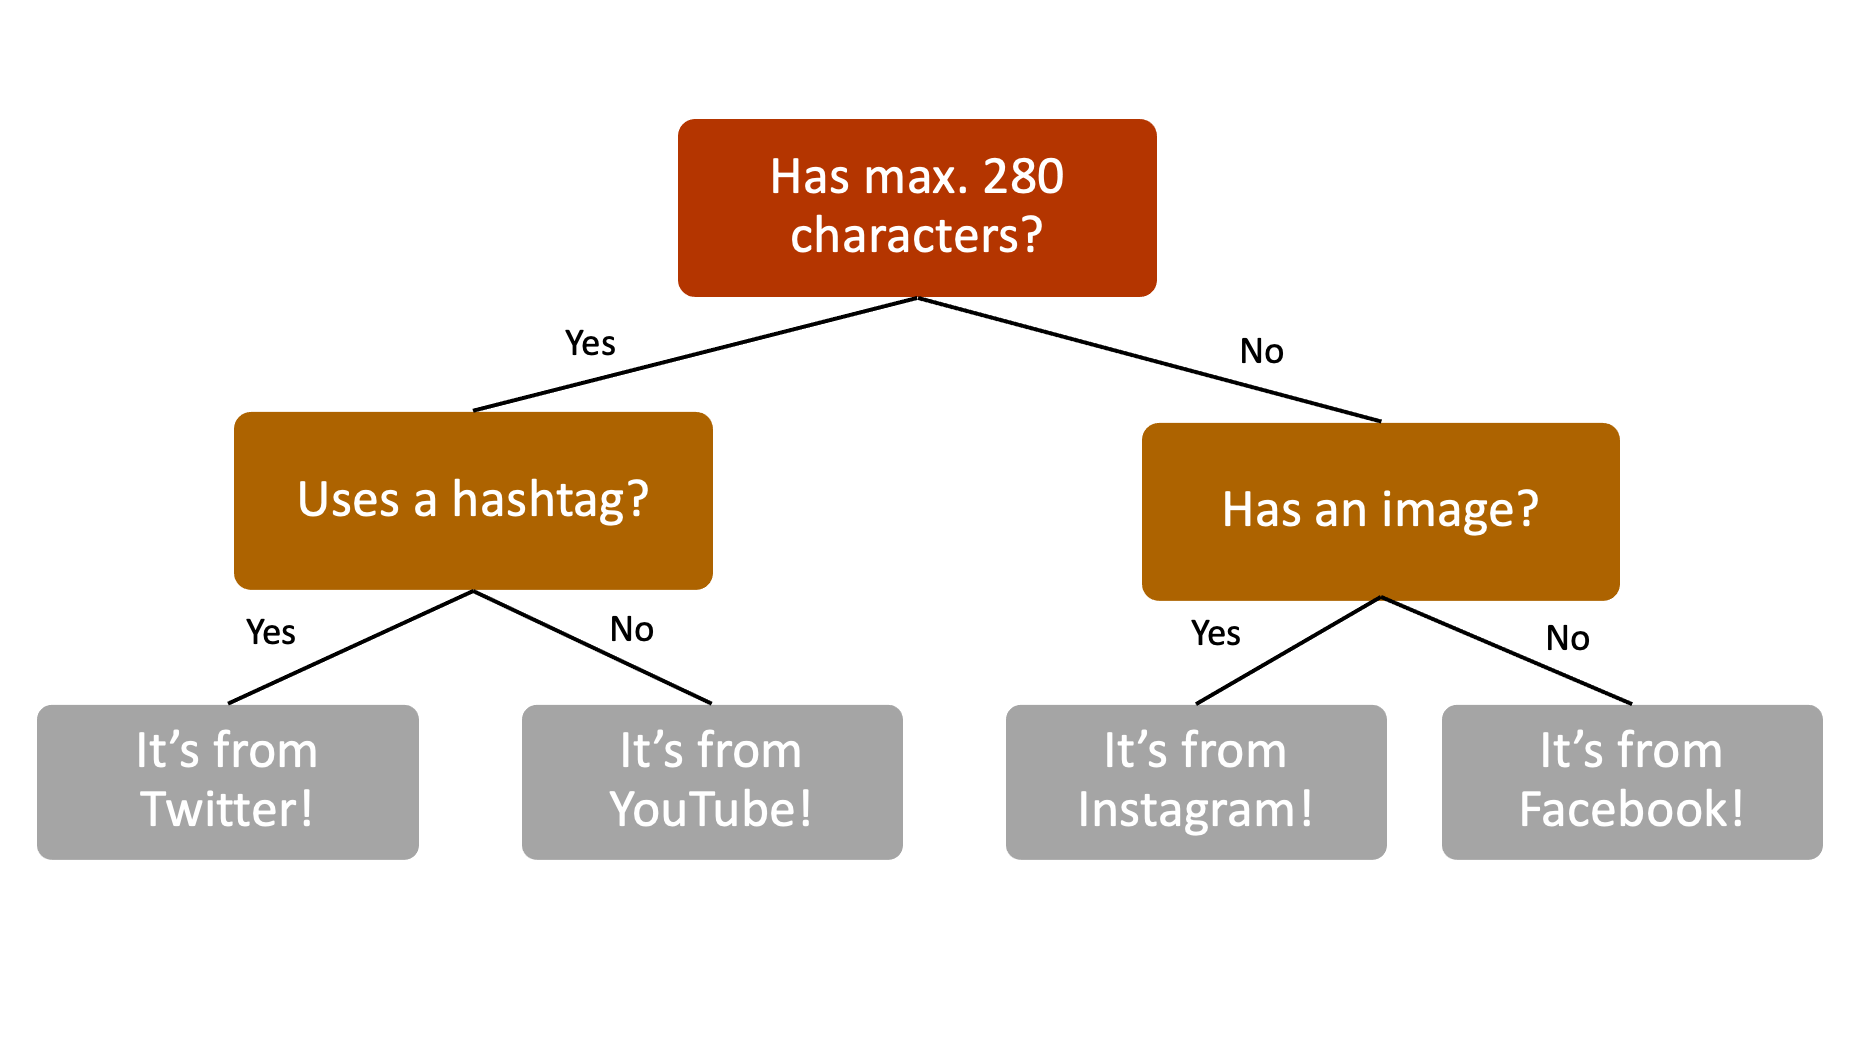 Has max. 280
characters?
Yes
No
Uses a hashtag?
Has an image?
Yes
No
Yes
No
It’s from
Twitter!
It’s from
YouTube!
It’s from
Instagram!
It’s from
Facebook!